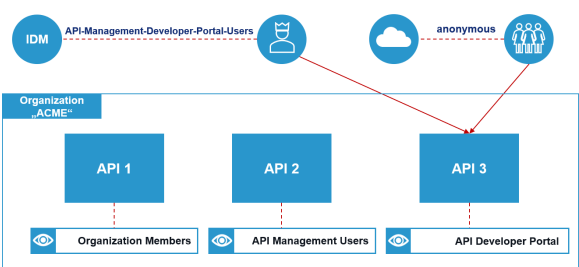 IDM
API-Management-Developer-Portal-Users
anonymous
Organization
„ACME“
API 1
API 2
API 3
Organization Members
API Management Users
API Developer Portal